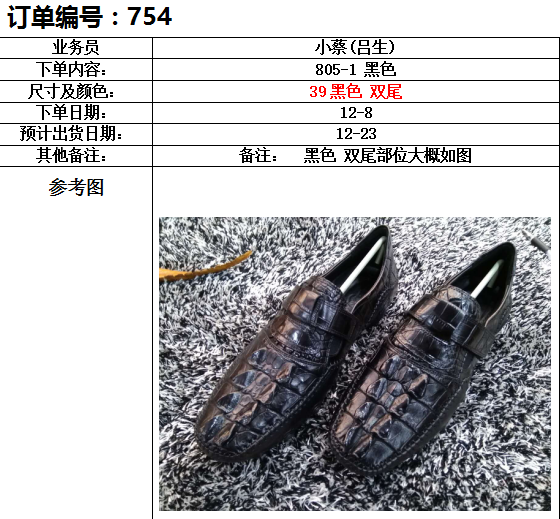 订单编号：754
业务员 小蔡(吕生)
下单内容： 805-1 黑色
尺寸及颜色： 39黑色 双尾
下单日期： 12-8
预计出货日期： 12-23
其他备注： 备注： 黑色 双尾部位大概如图
参考图